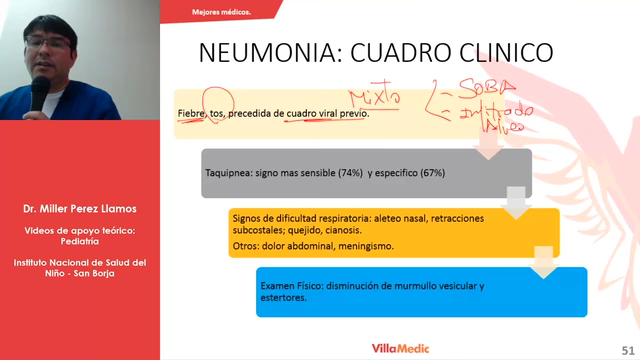 Mejores médicos.
NEUMONIA: CUADRO CLINICO
Mixto
- SOBA
- Infiltrado
Alveo
Fiebre, tos, precedida de cuadro viral previo.
Taquipnea: signo mas sensible (74%) y especifico (67%)
Signos de dificultad respiratoria: aleteo nasal, retracciones
subcostales; quejido, cianosis.
Otros: dolor abdominal, meningismo.
Examen Físico: disminución de murmullo vesicular y
estertores.
Dr. Miller Perez Llamos
Videos de apoyo teórico:
Pediatría
Instituto Nacional de Salud del
Niño - San Borja
VillaMedic
51